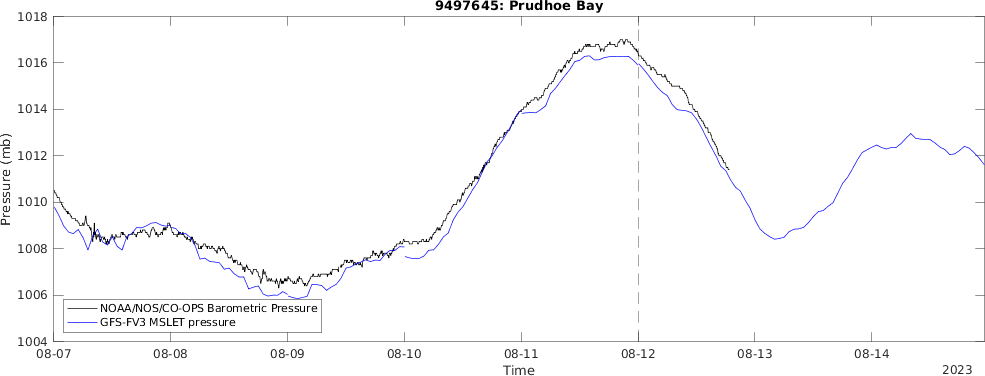 9497645: Prudhoe Bay
1018
1016
1014
1012
1010
1008
1006
1004
Pressure (mb)
NOAA/NOS/CO-OPS Barometric Pressure
GFS-FV3 MSLET pressure
08-07 08-08 08-09 08-10 08-11 08-12 08-13 08-14
Time
2023